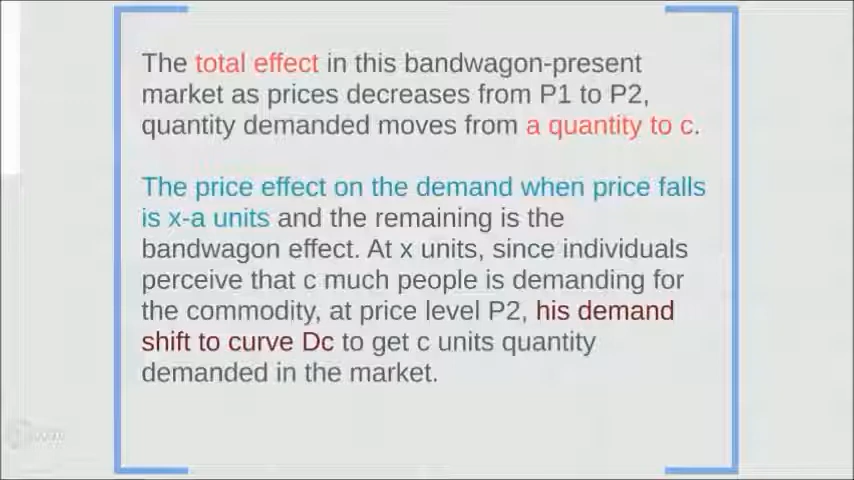 The total effect in this bandwagon-present
market as prices decreases from P1 to P2,
quantity demanded moves from a quantity to c.
The price effect on the demand when price falls
is x-a units and the remaining is the
bandwagon effect. At x units, since individuals
perceive that c much people is demanding for
the commodity, at price level P2, his demand
shift to curve Dc to get c units quantity
demanded in the market.